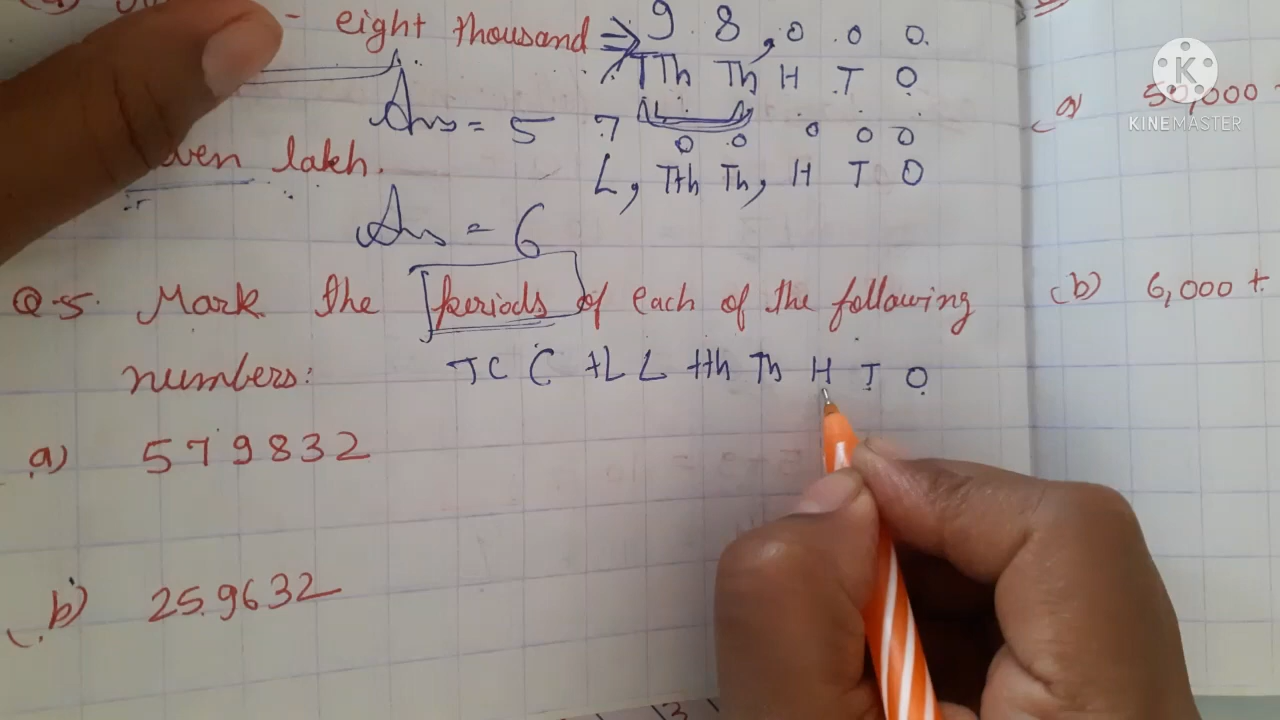 - eight thousand ⇒ 9 8, 0 0 0.
TTh Th H T O
Ans = 5 7 0 0 0 0 0
ven lakh. L, Tth Th, H T O
Ans = 6
Q.5. Mark the periods of each of the following
numbers: TC C TL L tth Th H T O
a) 579832
b) 259632
a)
(b) 6,000 +
K
KINEMASTER